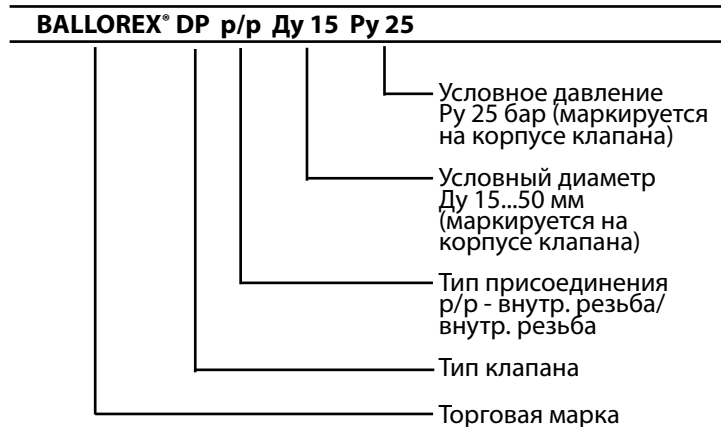 BALLOREX® DP р/р Ду 15 Ру 25
Условное давление
Ру 25 бар (маркируется
на корпусе клапана)
Условный диаметр
Ду 15...50 мм
(маркируется на
корпусе клапана)
Тип присоединения
р/р - внутр. резьба/
внутр. резьба
Тип клапана
Торговая марка